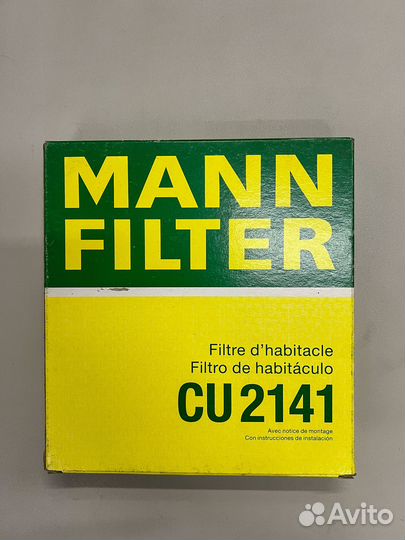 MANN
FILTER
Filtre d'habitacle
Filtro de habitáculo
CU 2141
Avec notice de montage
Con instrucciones de instalación
Avito